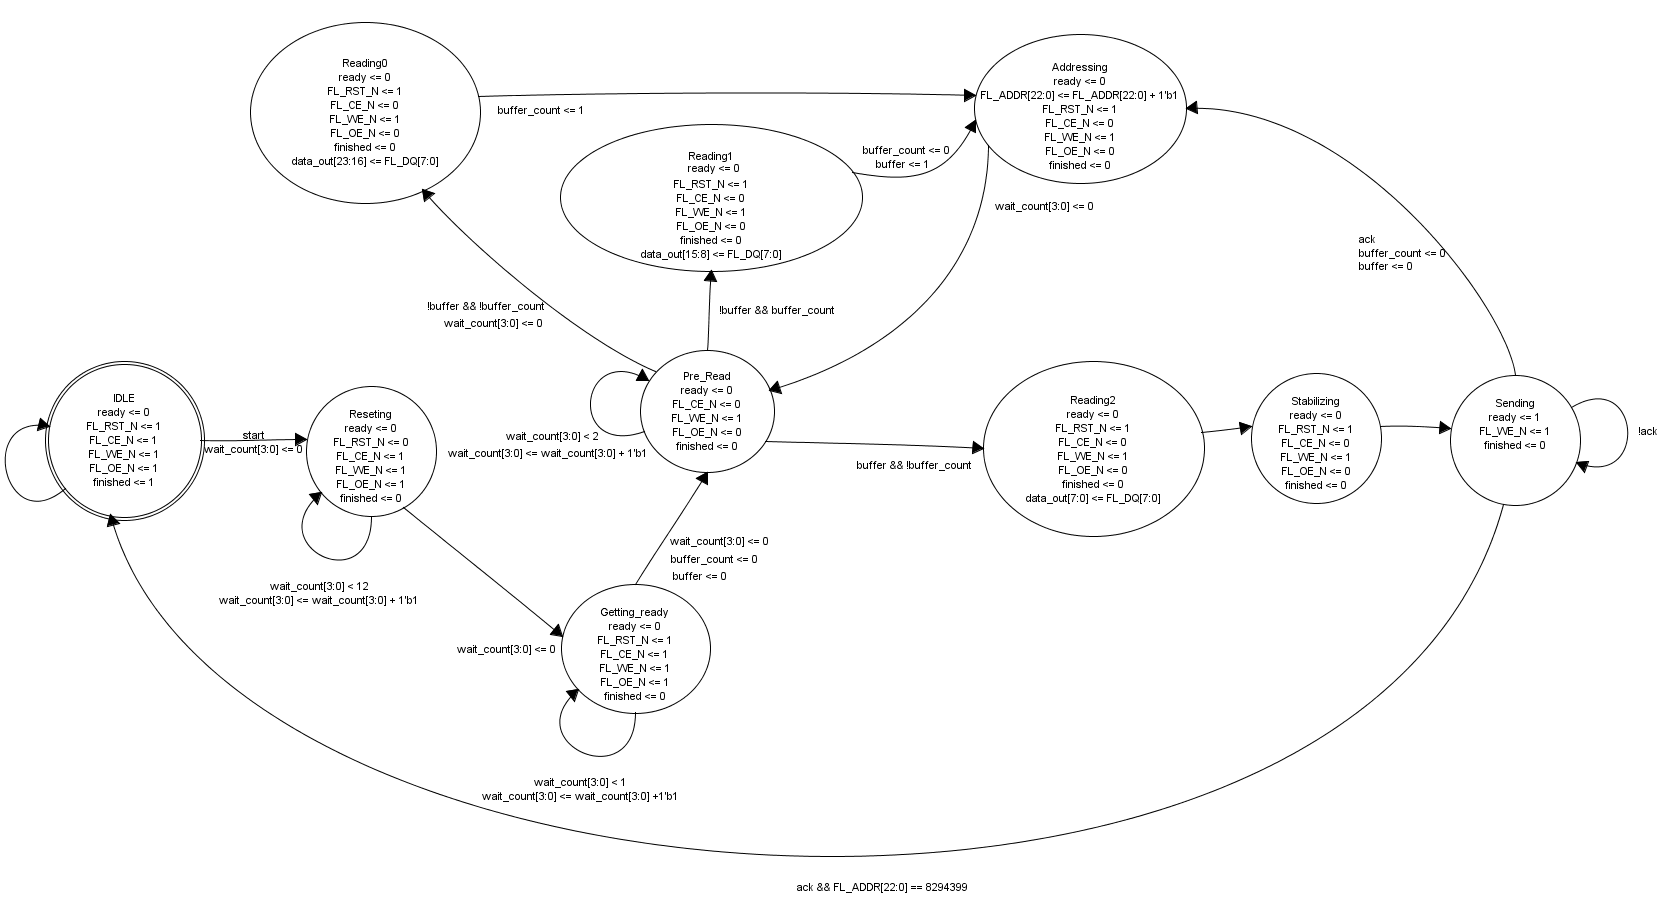 Reading0
ready <= 0
FL_RST_N <= 1
FL_CE_N <= 0
FL_WE_N <= 1
FL_OE_N <= 0
finished <= 0
data_out[23:16] <= FL_DQ[7:0]
buffer_count <= 1
Addressing
ready <= 0
FL_ADDR[22:0] <= FL_ADDR[22:0] + 1'b1
FL_RST_N <= 1
FL_CE_N <= 0
FL_WE_N <= 1
FL_OE_N <= 0
finished <= 0
Reading1
ready <= 0
FL_RST_N <= 1
FL_CE_N <= 0
FL_WE_N <= 1
FL_OE_N <= 0
finished <= 0
data_out[15:8] <= FL_DQ[7:0]
buffer_count <= 0
buffer <= 1
wait_count[3:0] <= 0
ack
buffer_count <= 0
buffer <= 0
!buffer && !buffer_count
wait_count[3:0] <= 0
!buffer && buffer_count
IDLE
ready <= 0
FL_RST_N <= 1
FL_CE_N <= 1
FL_WE_N <= 1
FL_OE_N <= 1
finished <= 1
start
wait_count[3:0] <= 0
Reseting
ready <= 0
FL_RST_N <= 0
FL_CE_N <= 1
FL_WE_N <= 1
FL_OE_N <= 1
finished <= 0
Pre_Read
ready <= 0
FL_CE_N <= 0
FL_WE_N <= 1
FL_OE_N <= 0
finished <= 0
wait_count[3:0] < 2
wait_count[3:0] <= wait_count[3:0] + 1'b1
buffer && !buffer_count
Reading2
ready <= 0
FL_RST_N <= 1
FL_CE_N <= 0
FL_WE_N <= 1
FL_OE_N <= 0
finished <= 0
data_out[7:0] <= FL_DQ[7:0]
Stabilizing
ready <= 0
FL_RST_N <= 1
FL_CE_N <= 0
FL_WE_N <= 1
FL_OE_N <= 0
finished <= 0
Sending
ready <= 1
FL_WE_N <= 1
finished <= 0
!ack
wait_count[3:0] < 12
wait_count[3:0] <= wait_count[3:0] + 1'b1
wait_count[3:0] <= 0
buffer_count <= 0
buffer <= 0
wait_count[3:0] <= 0
Getting_ready
ready <= 0
FL_RST_N <= 1
FL_CE_N <= 1
FL_WE_N <= 1
FL_OE_N <= 1
finished <= 0
wait_count[3:0] < 1
wait_count[3:0] <= wait_count[3:0] +1'b1
ack && FL_ADDR[22:0] == 8294399